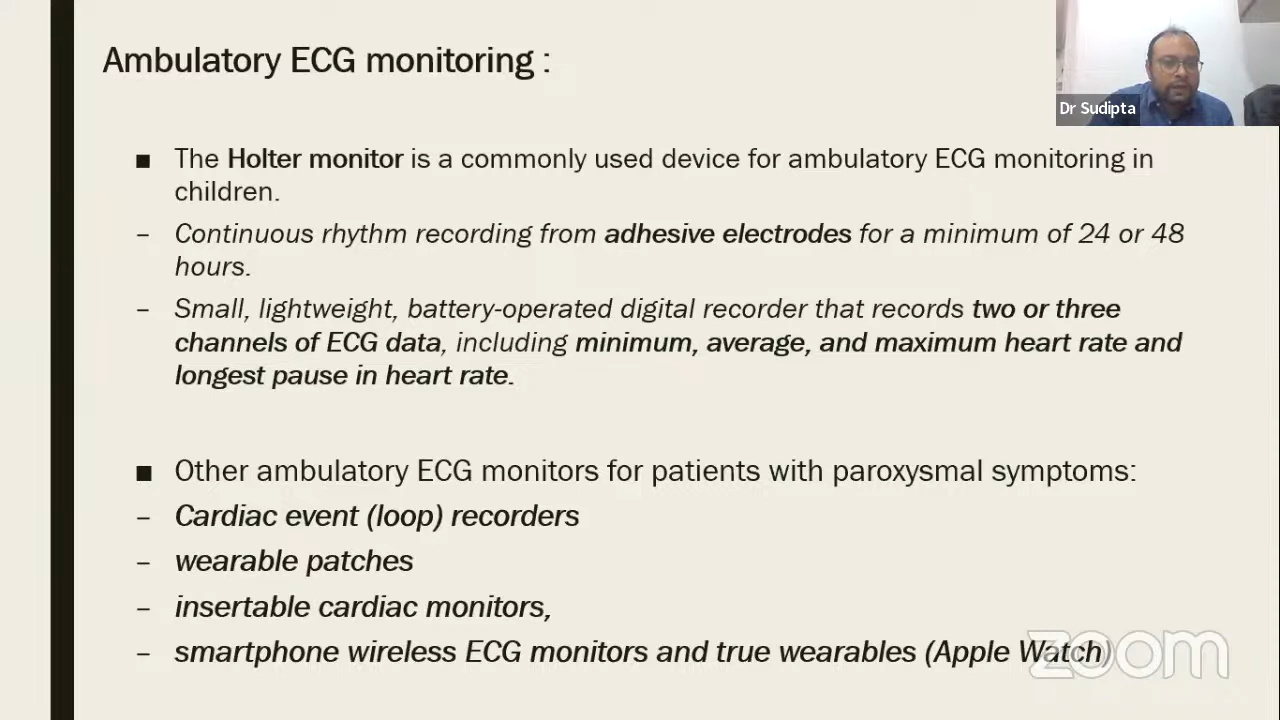 Ambulatory ECG monitoring :
Dr Sudipta
■ The Holter monitor is a commonly used device for ambulatory ECG monitoring in
children.
– Continuous rhythm recording from adhesive electrodes for a minimum of 24 or 48
hours.
– Small, lightweight, battery-operated digital recorder that records two or three
channels of ECG data, including minimum, average, and maximum heart rate and
longest pause in heart rate.
■ Other ambulatory ECG monitors for patients with paroxysmal symptoms:
– Cardiac event (loop) recorders
– wearable patches
– insertable cardiac monitors,
– smartphone wireless ECG monitors and true wearables (Apple Watch)
zoom